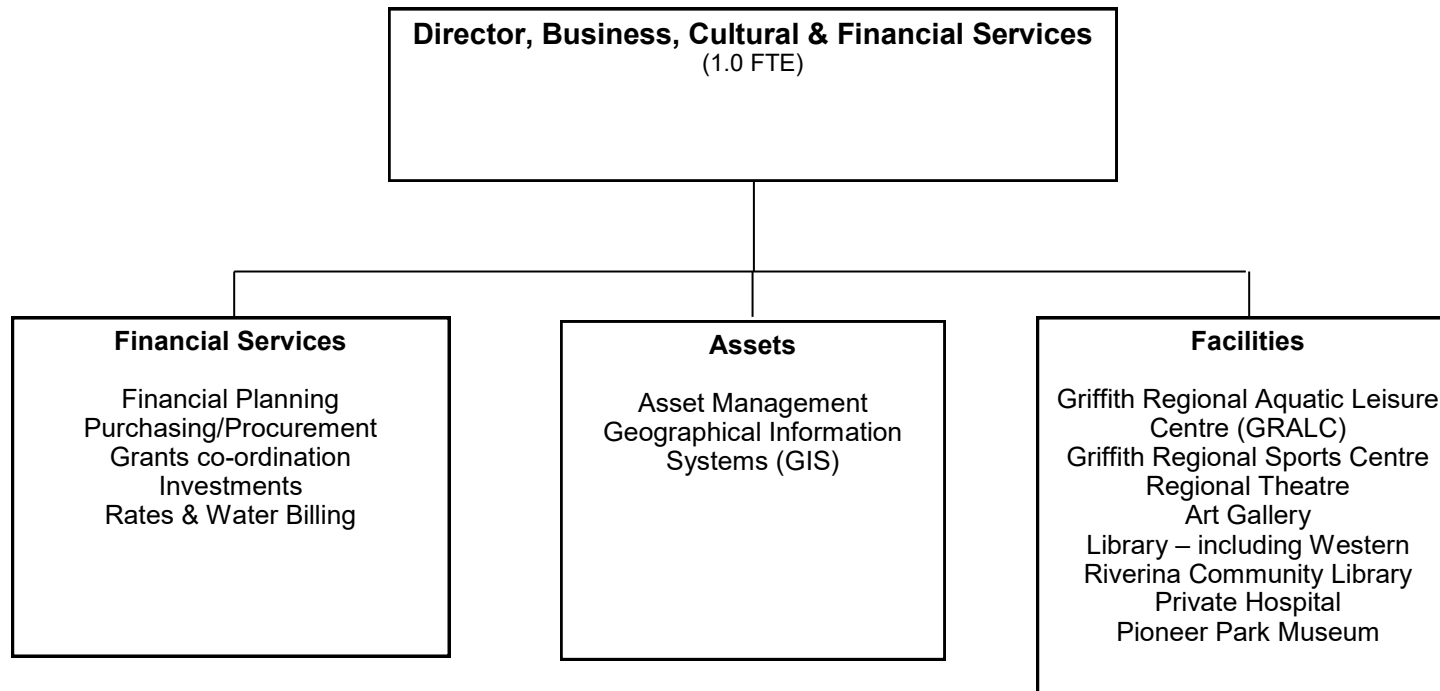 Director, Business, Cultural & Financial Services
(1.0 FTE)
Financial Services
Financial Planning
Purchasing/Procurement
Grants co-ordination
Investments
Rates & Water Billing
Assets
Asset Management
Geographical Information
Systems (GIS)
Facilities
Griffith Regional Aquatic Leisure
Centre (GRALC)
Griffith Regional Sports Centre
Regional Theatre
Art Gallery
Library – including Western
Riverina Community Library
Private Hospital
Pioneer Park Museum